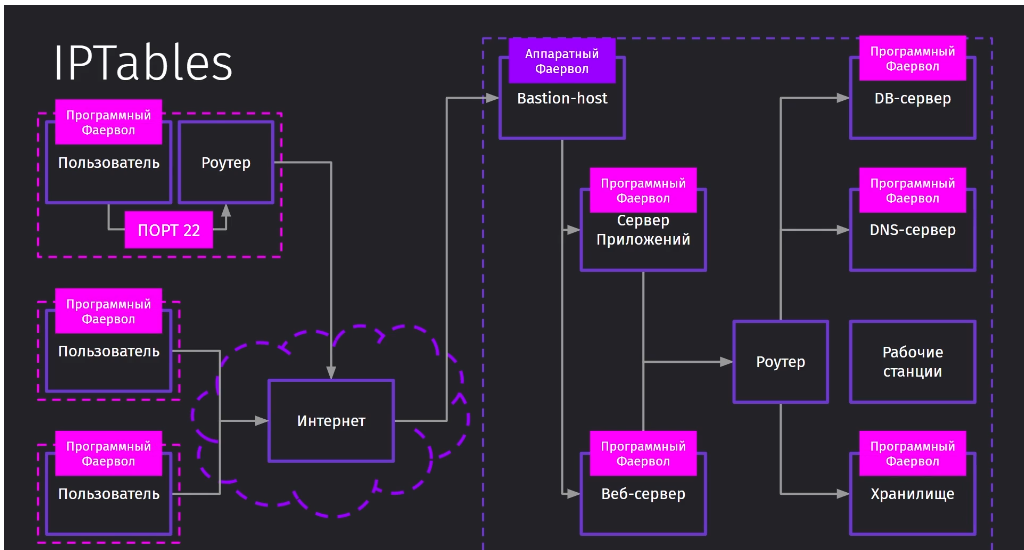 IPTables
Программный
Фаервол
Пользователь
Роутер
ПОРТ 22
Программный
Фаервол
Пользователь
Программный
Фаервол
Пользователь
Интернет
Аппаратный
Фаервол
Bastion-host
Программный
Фаервол
Сервер
Приложений
Программный
Фаервол
Веб-сервер
Роутер
Программный
Фаервол
DB-сервер
Программный
Фаервол
DNS-сервер
Рабочие
станции
Программный
Фаервол
Хранилище